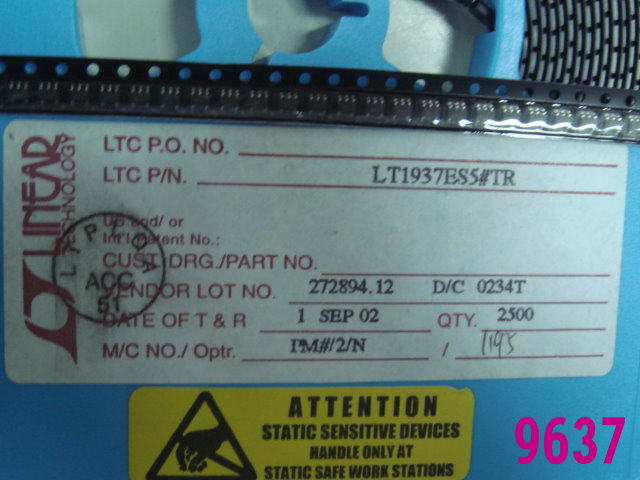 LINEAR
TECHNOLOGY
LTC P.O. NO.
LTC P/N. LT1937ES5#TR
US and/ or
Int'l Patent No.:
CUST. DRG./PART NO.
VENDOR LOT NO. 272894.12 D/C 0234T
DATE OF T & R 1 SEP 02 QTY. 2500
M/C NO./ Optr. PM#/2/N / 1195
ACC
51
ATTENTION
STATIC SENSITIVE DEVICES
HANDLE ONLY AT
STATIC SAFE WORK STATIONS
9637